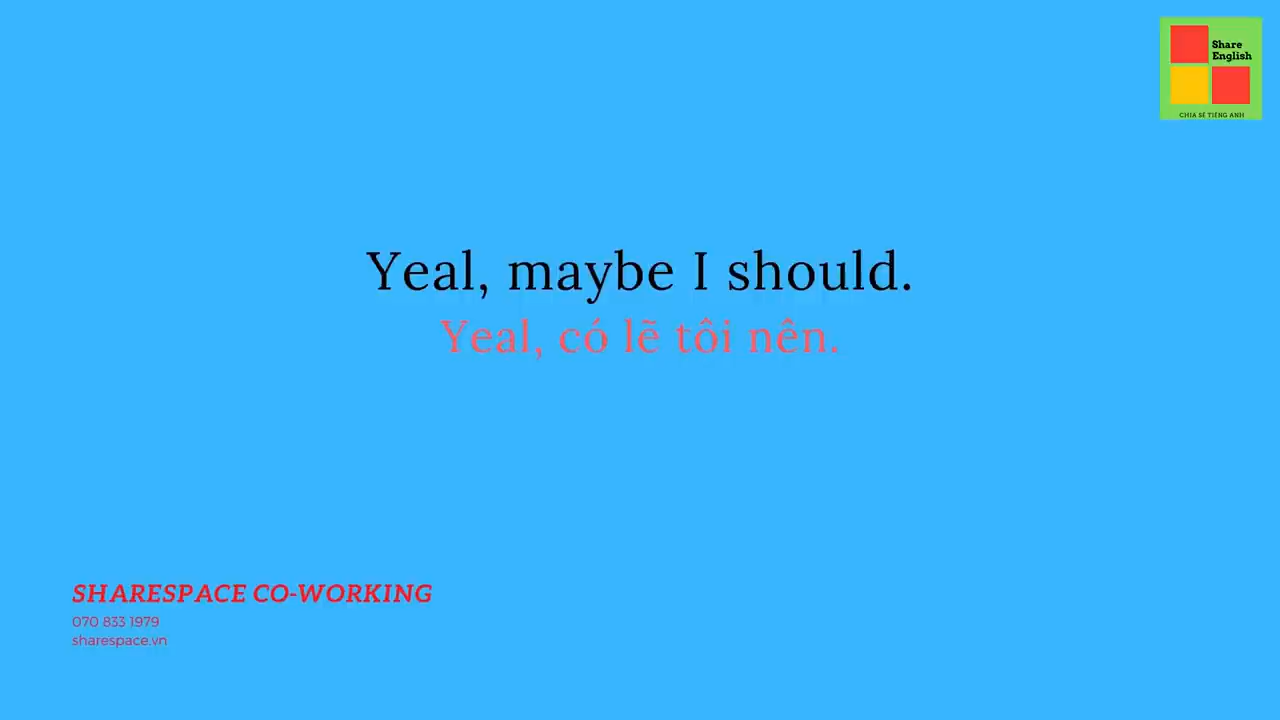 Share
English
CHIA SẺ TIẾNG ANH
Yeal, maybe I should.
Yeal, có lẽ tôi nên.
SHARESPACE CO-WORKING
070 833 1979
sharespace.vn